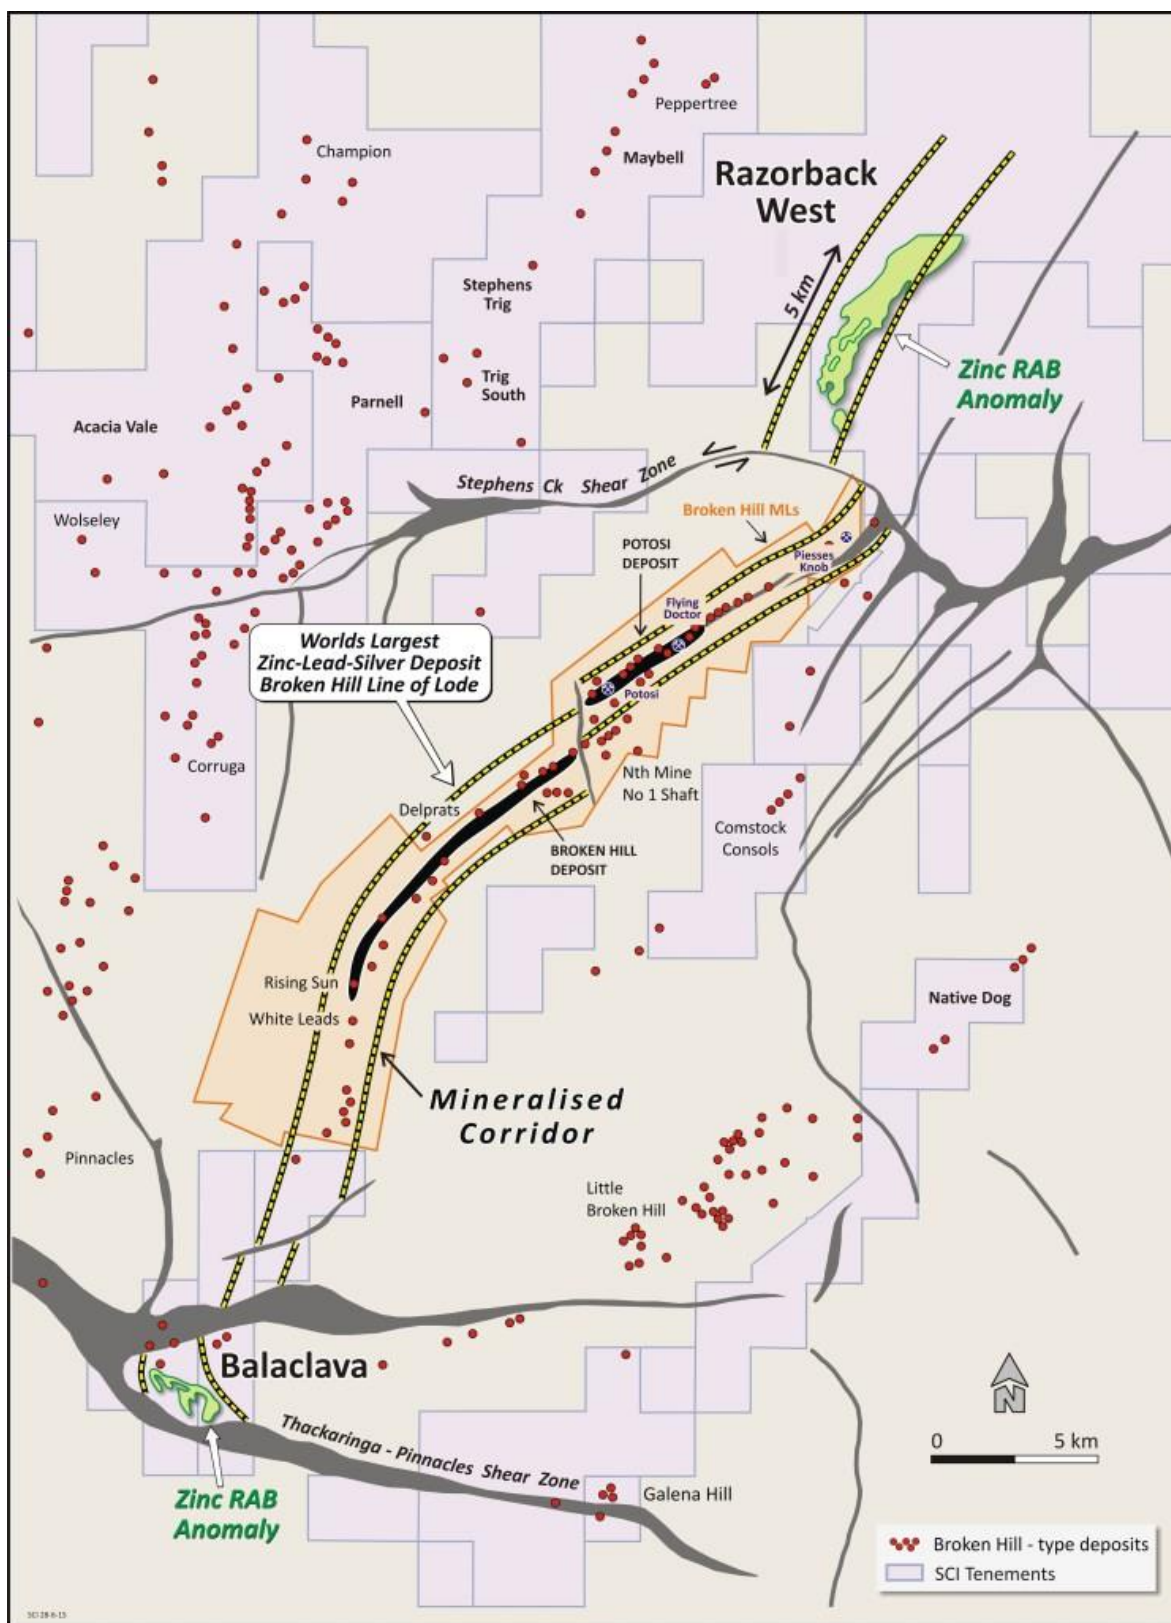 Peppertree
Champion
Maybell
Razorback
West
Stephens
Trig
5 km
Zinc RAB
Anomaly
Trig
South
Parnell
Acacia Vale
Stephens Ck Shear Zone
Broken Hill MLs
Wolseley
POTOSI
DEPOSIT
Piesses
Knob
Flying
Doctor
Worlds Largest
Zinc-Lead-Silver Deposit
Broken Hill Line of Lode
Potosi
Corruga
Nth Mine
No 1 Shaft
Delprats
Comstock
Consols
BROKEN HILL
DEPOSIT
Rising Sun
Native Dog
White Leads
Mineralised
Corridor
Pinnacles
Little
Broken Hill
Balaclava
N
Thackaringa - Pinnacles Shear Zone
0 5 km
Zinc RAB
Anomaly
Galena Hill
Broken Hill - type deposits
SCI Tenements
SCI 28-6-15